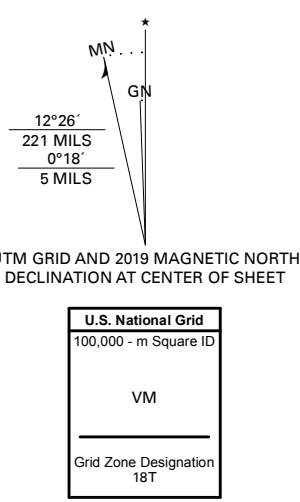 ★
MN
GN
12°26´
221 MILS
0°18´
5 MILS
UTM GRID AND 2019 MAGNETIC NORTH
DECLINATION AT CENTER OF SHEET
U.S. National Grid
100,000 - m Square ID
VM
Grid Zone Designation
18T